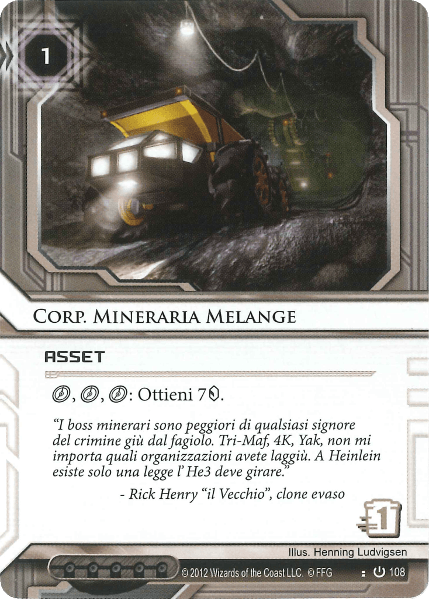 1
CORP. MINERARIA MELANGE
ASSET
, , : Ottieni 7.
“I boss minerari sono peggiori di qualsiasi signore
del crimine giù dal fagiolo. Tri-Maf, 4K, Yak, non mi
importa quali organizzazioni avete laggiù. A Heinlein
esiste solo una legge l’He3 deve girare.”
- Rick Henry “il Vecchio”, clone evaso
1
Illus. Henning Ludvigsen
© 2012 Wizards of the Coast LLC. © FFG 108